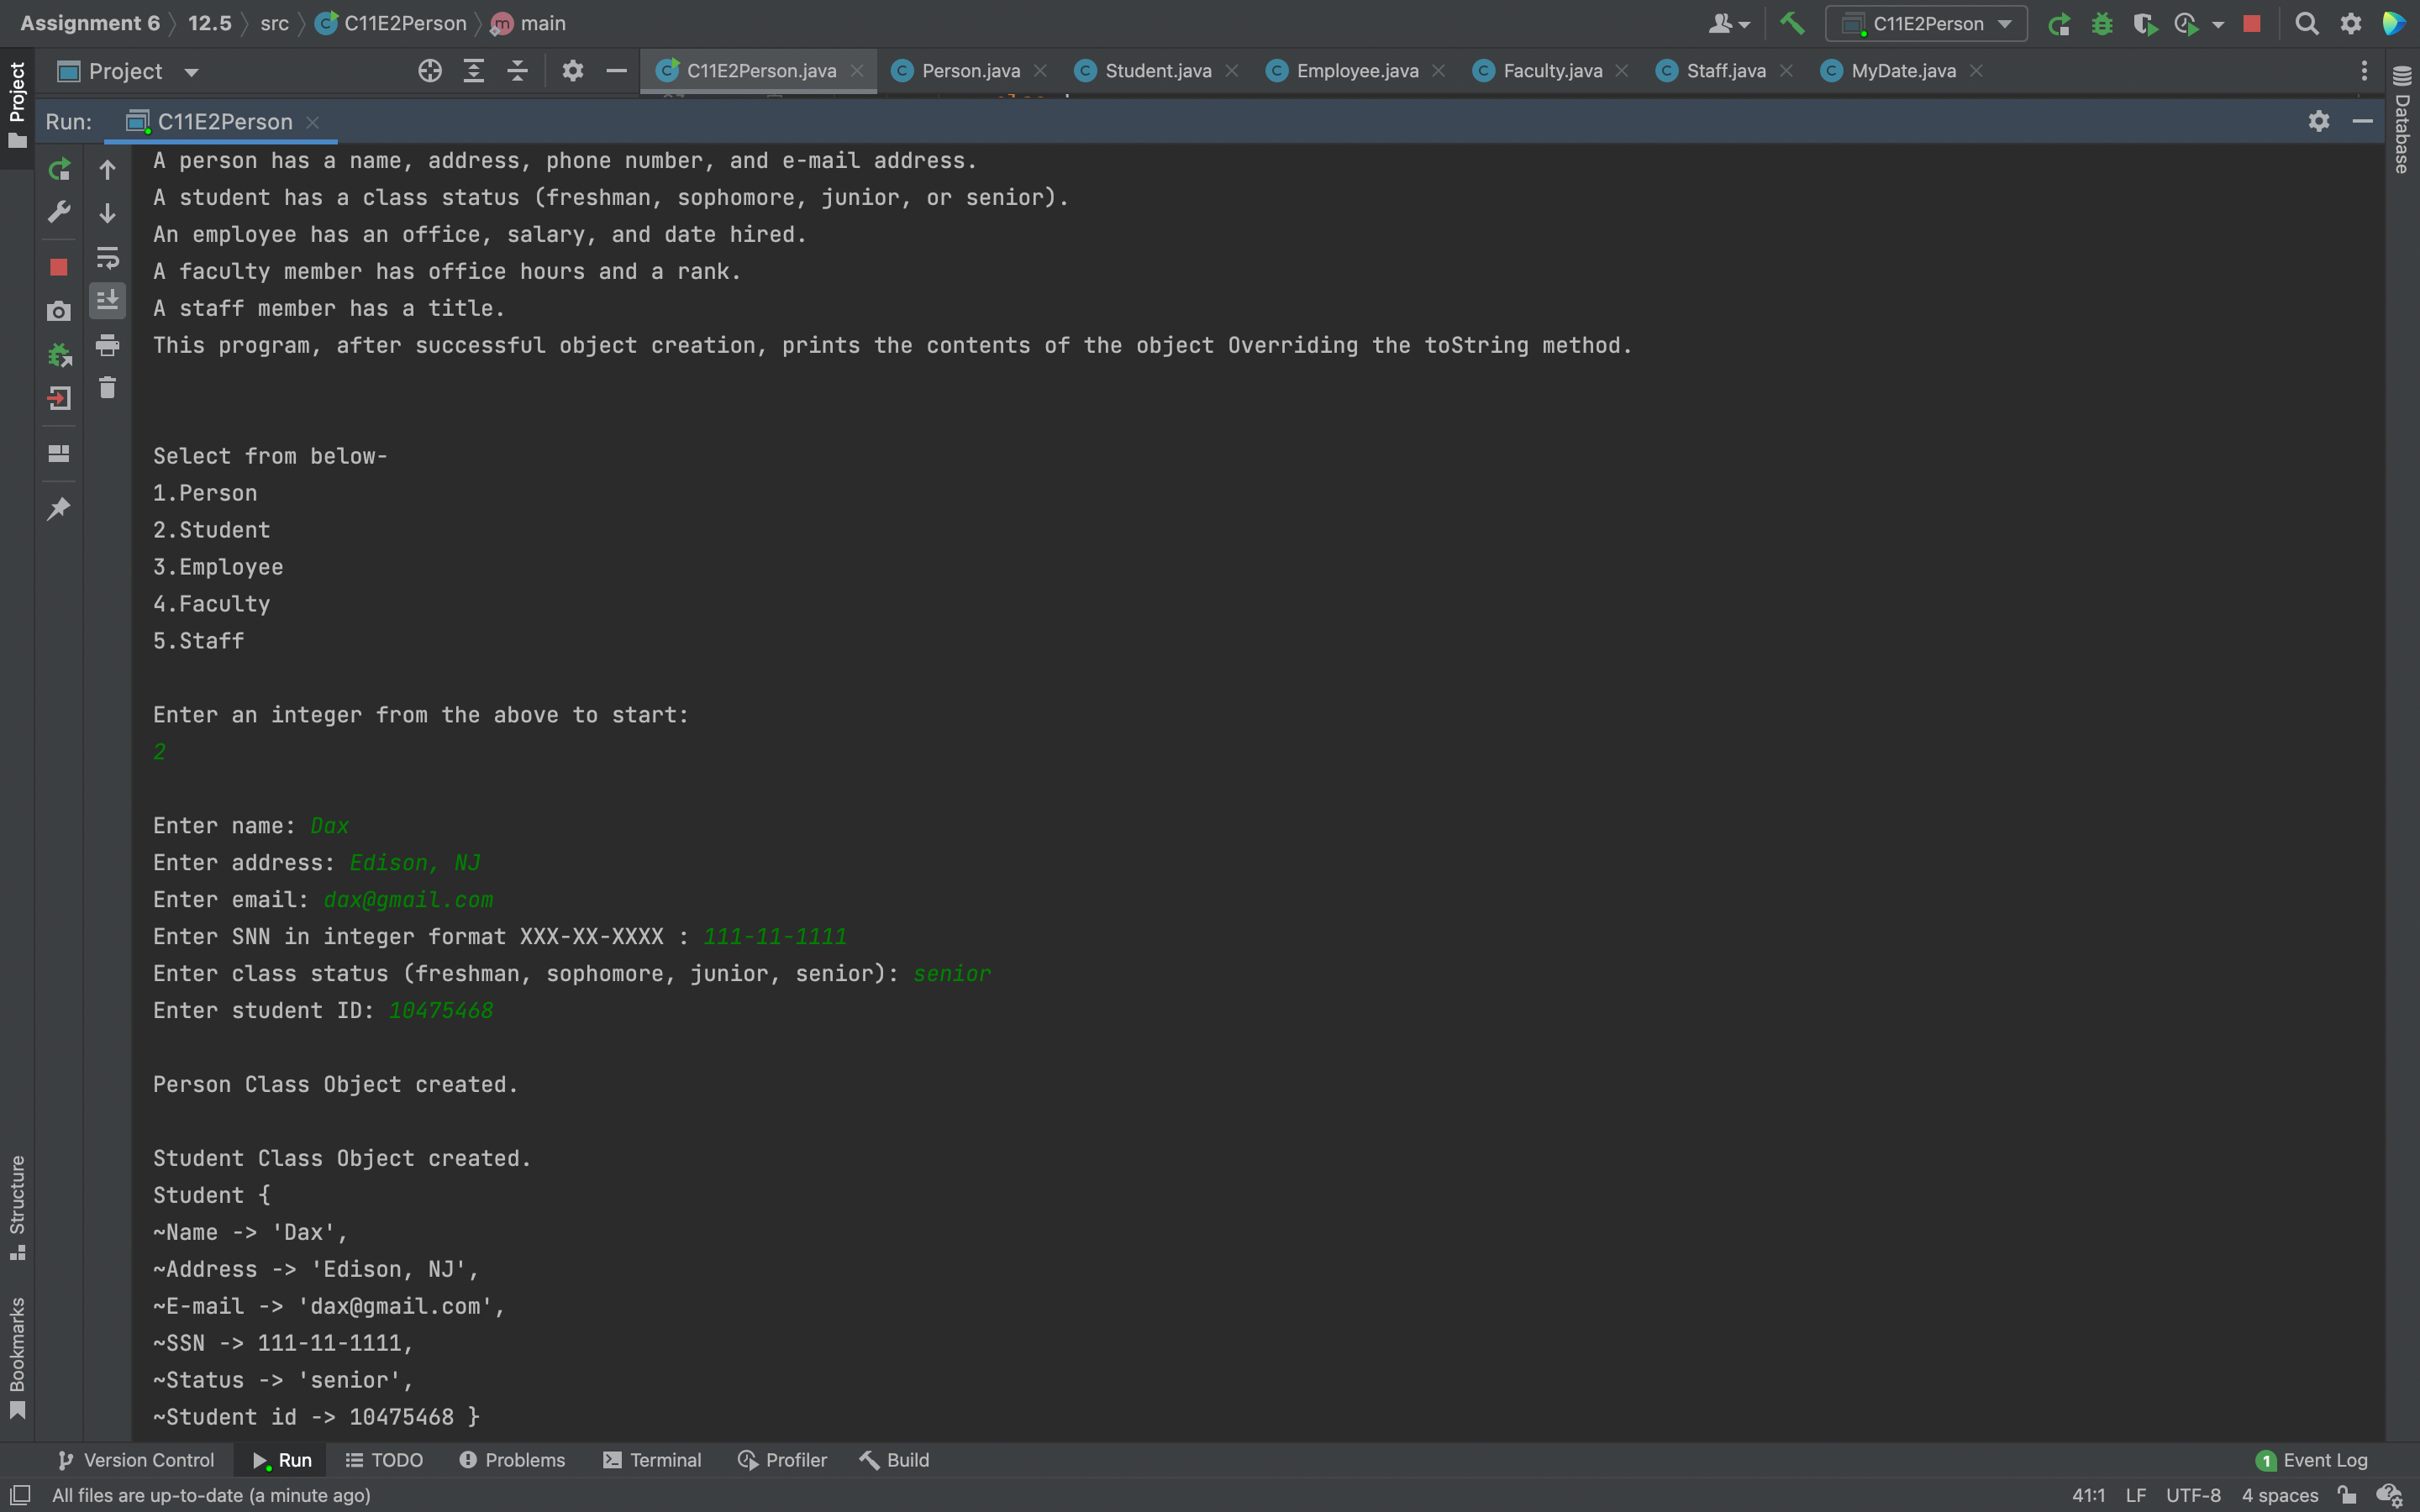 Assignment 6 12.5 src C11E2Person main C11E2Person
Project C11E2Person.java Person.java Student.java Employee.java Faculty.java Staff.java MyDate.java
Project
Database
Run: C11E2Person
A person has a name, address, phone number, and e-mail address.
A student has a class status (freshman, sophomore, junior, or senior).
An employee has an office, salary, and date hired.
A faculty member has office hours and a rank.
A staff member has a title.
This program, after successful object creation, prints the contents of the object Overriding the toString method.
Select from below-
1.Person
2.Student
3.Employee
4.Faculty
5.Staff
Enter an integer from the above to start:
2
Enter name: Dax
Enter address: Edison, NJ
Enter email: dax@gmail.com
Enter SNN in integer format XXX-XX-XXXX : 111-11-1111
Enter class status (freshman, sophomore, junior, senior): senior
Enter student ID: 10475468
Person Class Object created.
Student Class Object created.
Student {
~Name -> 'Dax',
~Address -> 'Edison, NJ',
~E-mail -> 'dax@gmail.com',
~SSN -> 111-11-1111,
~Status -> 'senior',
~Student id -> 10475468 }
Structure
Bookmarks
Version Control Run TODO Problems Terminal Profiler Build 1 Event Log
All files are up-to-date (a minute ago) 41:1 LF UTF-8 4 spaces